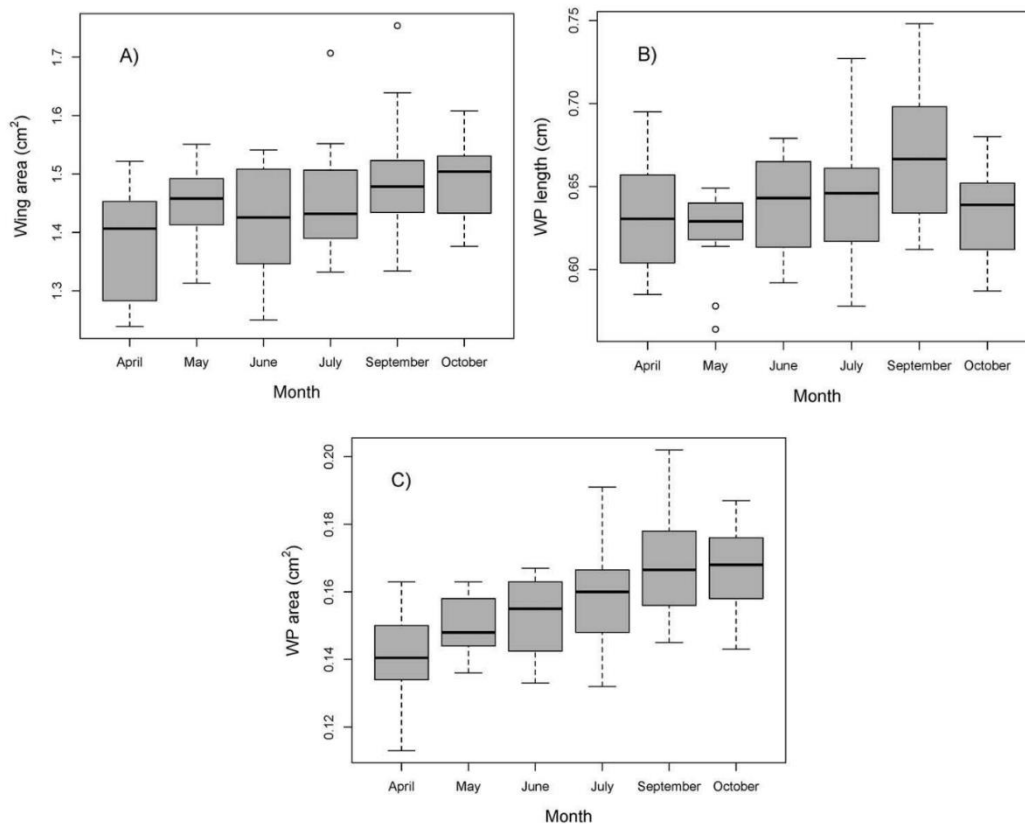 A)
Wing area (cm²)
1.7
1.6
1.5
1.4
1.3
April May June July September October
Month
B)
WP length (cm)
0.75
0.70
0.65
0.60
April May June July September October
Month
C)
WP area (cm²)
0.20
0.18
0.16
0.14
0.12
April May June July September October
Month